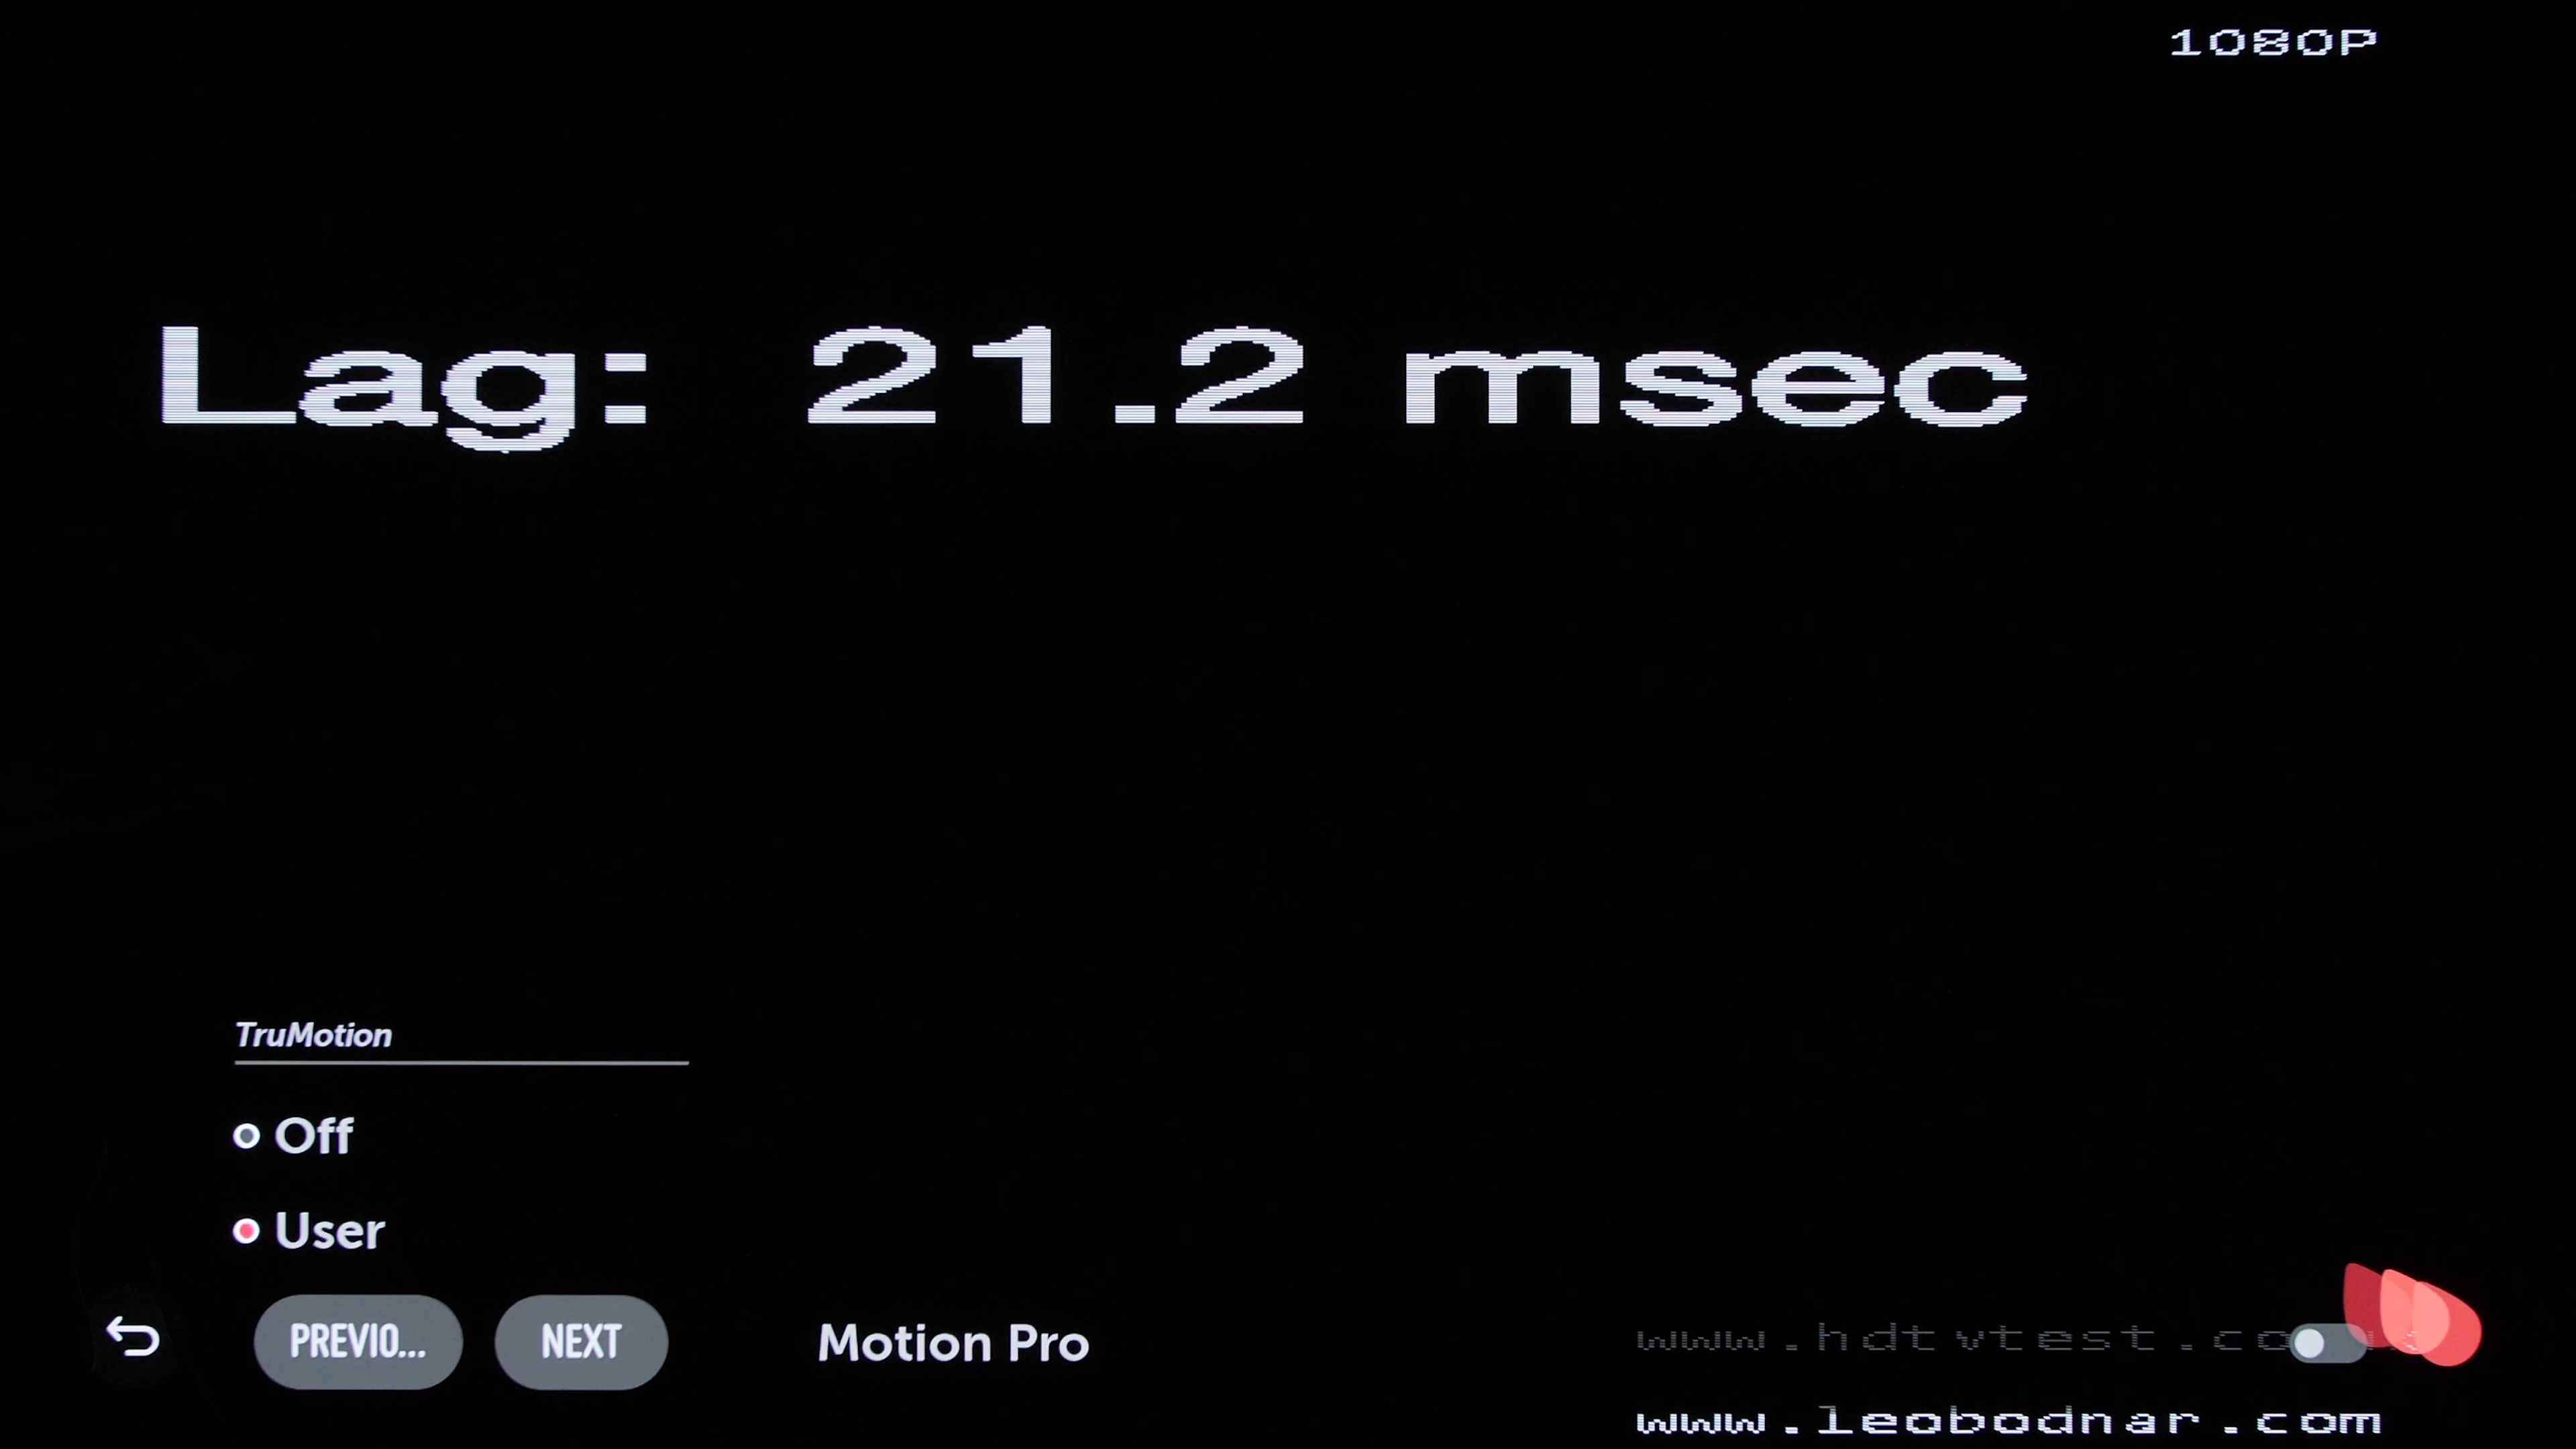 1080P
Lag: 21.2 msec
TruMotion
Off
User
PREVIO...
NEXT
Motion Pro
www.leobodnar.com